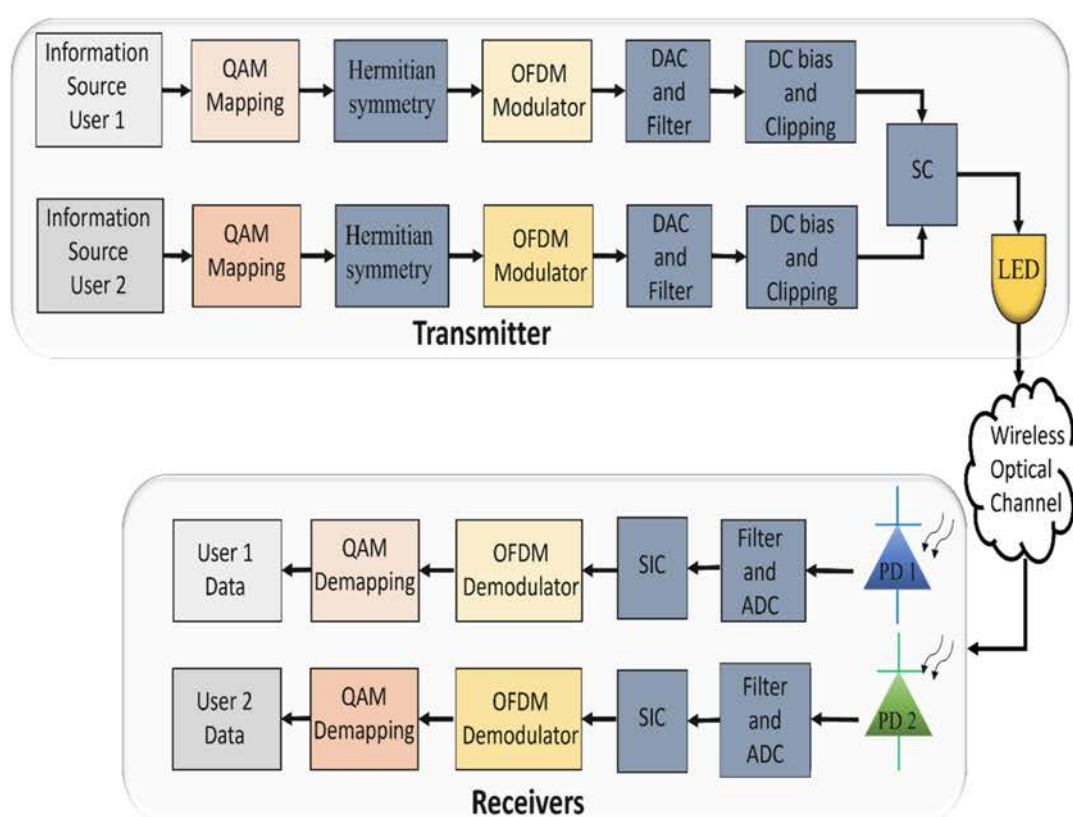 Information
Source
User 1
QAM
Mapping
Hermitian
symmetry
OFDM
Modulator
DAC
and
Filter
DC bias
and
Clipping
SC
Information
Source
User 2
QAM
Mapping
Hermitian
symmetry
OFDM
Modulator
DAC
and
Filter
DC bias
and
Clipping
LED
Transmitter
Wireless
Optical
Channel
User 1
Data
QAM
Demapping
OFDM
Demodulator
SIC
Filter
and
ADC
PD 1
User 2
Data
QAM
Demapping
OFDM
Demodulator
SIC
Filter
and
ADC
PD 2
Receivers